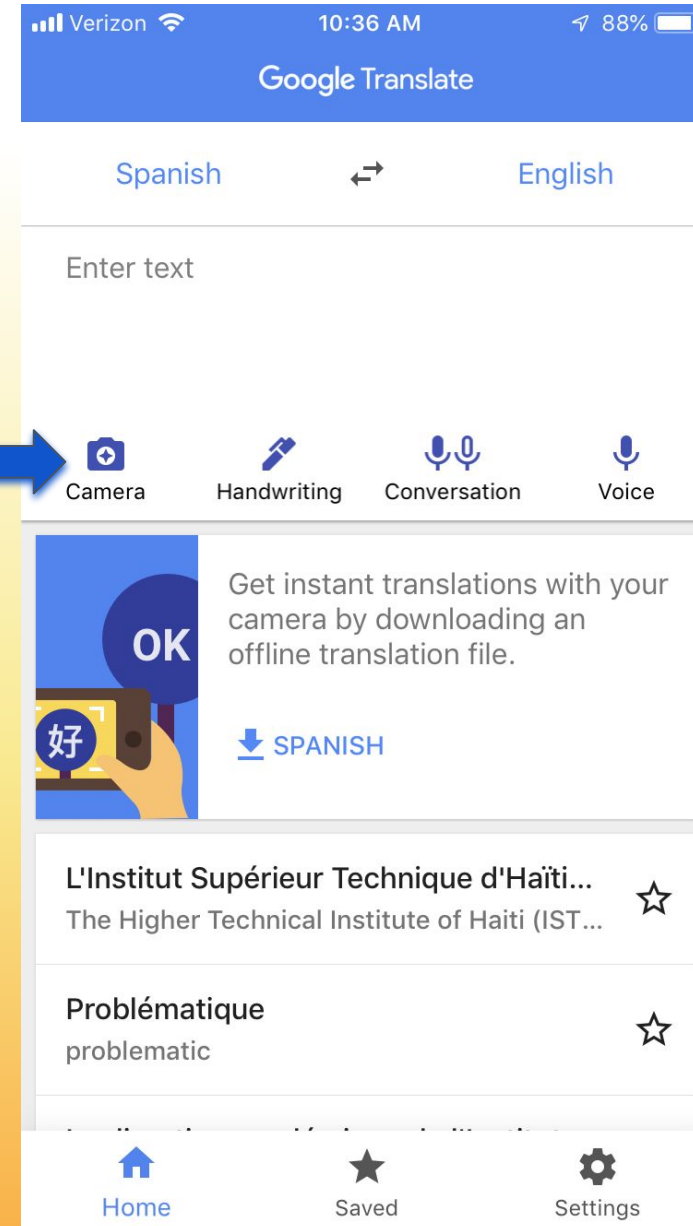 Verizon 10:36 AM 88%
Google Translate
Spanish English
Enter text
Camera Handwriting Conversation Voice
OK
好
Get instant translations with your
camera by downloading an
offline translation file.
SPANISH
L'Institut Supérieur Technique d'Haïti...
The Higher Technical Institute of Haiti (IST...
Problématique
problematic
Home Saved Settings